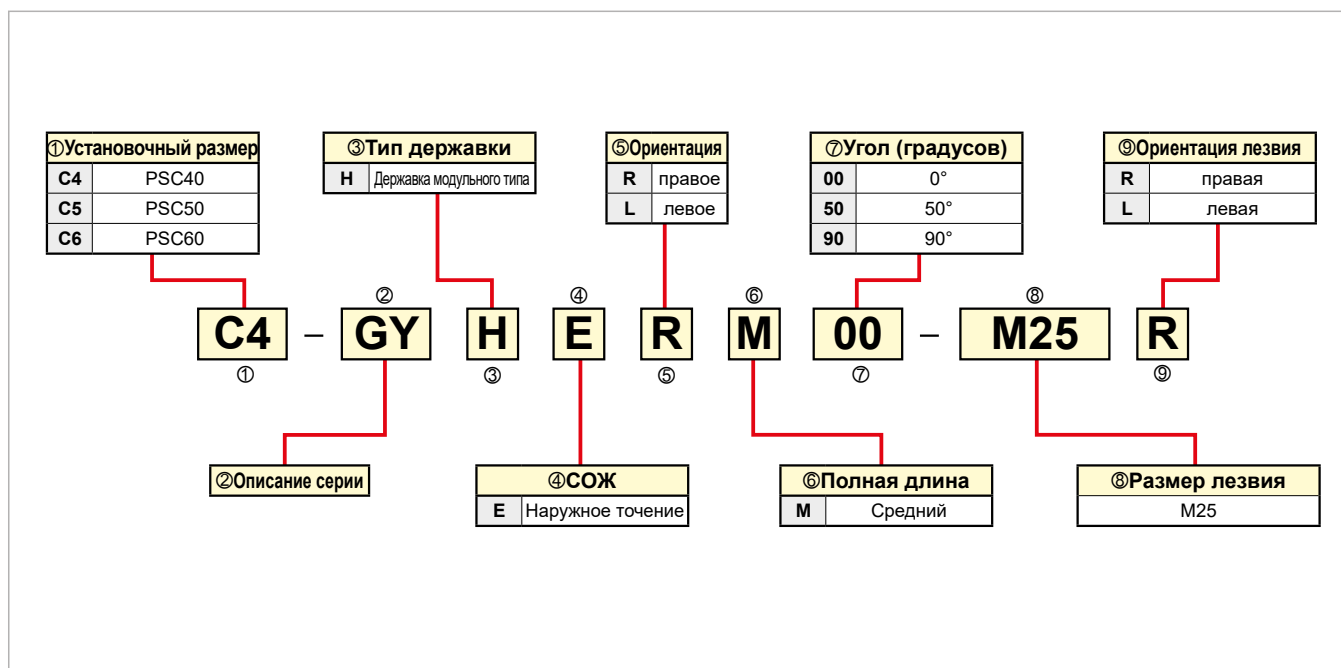 ①Установочный размер
C4 PSC40
C5 PSC50
C6 PSC60
③Тип державки
H Державка модульного типа
⑤Ориентация
R правое
L левое
⑦Угол (градусов)
00 0°
50 50°
90 90°
⑨Ориентация лезвия
R правая
L левая
② ④ ⑥ ⑧
C4 – GY H E R M 00 – M25 R
① ③ ⑤ ⑦ ⑨
②Описание серии
④СОЖ
E Наружное точение
⑥Полная длина
M Средний
⑧Размер лезвия
M25